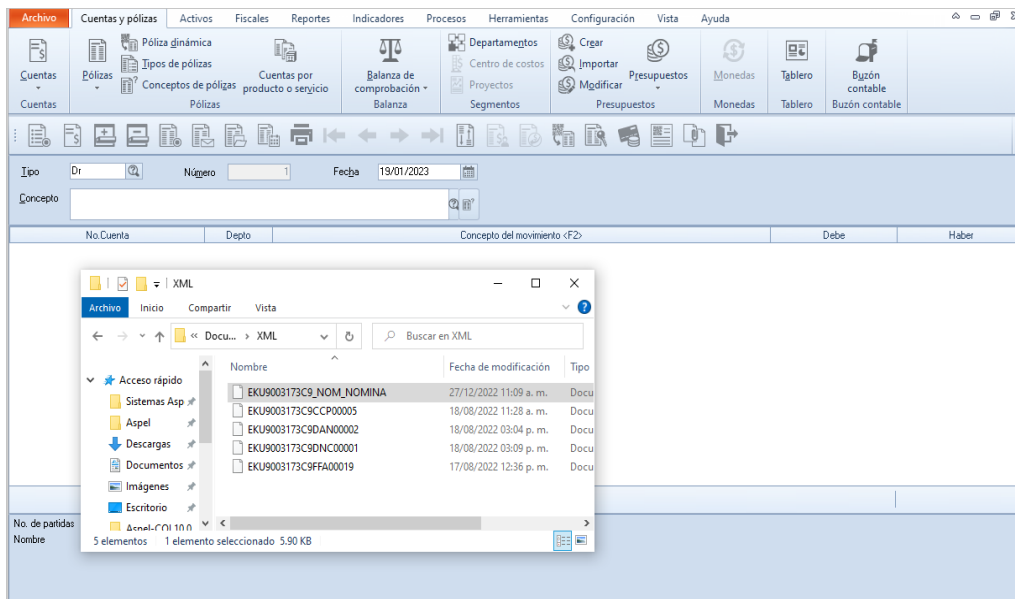 Archivo Cuentas y pólizas Activos Fiscales Reportes Indicadores Procesos Herramientas Configuración Vista Ayuda
Cuentas
Cuentas
Pólizas
Póliza dinámica
Tipos de pólizas
Conceptos de pólizas
Cuentas por
producto o servicio
Pólizas
Balanza de
comprobación
Balanza
Departamentos
Centro de costos
Proyectos
Segmentos
Crear
Importar
Modificar
Presupuestos
Presupuestos
Monedas
Monedas
Tablero
Tablero
Buzón
contable
Buzón contable
Tipo Dr Número 1 Fecha 19/01/2023
Concepto
No.Cuenta Depto Concepto del movimiento <F2> Debe Haber
XML
Archivo Inicio Compartir Vista
« Docu... > XML Buscar en XML
Acceso rápido
Sistemas Asp
Aspel
Descargas
Documentos
Imágenes
Escritorio
Aspel-COI 10.0
Nombre Fecha de modificación Tipo
EKU9003173C9_NOM_NOMINA 27/12/2022 11:09 a. m. Docu
EKU9003173C9CCP00005 18/08/2022 11:28 a. m. Docu
EKU9003173C9DAN00002 18/08/2022 03:04 p. m. Docu
EKU9003173C9DNC00001 18/08/2022 03:09 p. m. Docu
EKU9003173C9FFA00019 17/08/2022 12:36 p. m. Docu
5 elementos 1 elemento seleccionado 5.90 KB
No. de partidas
Nombre